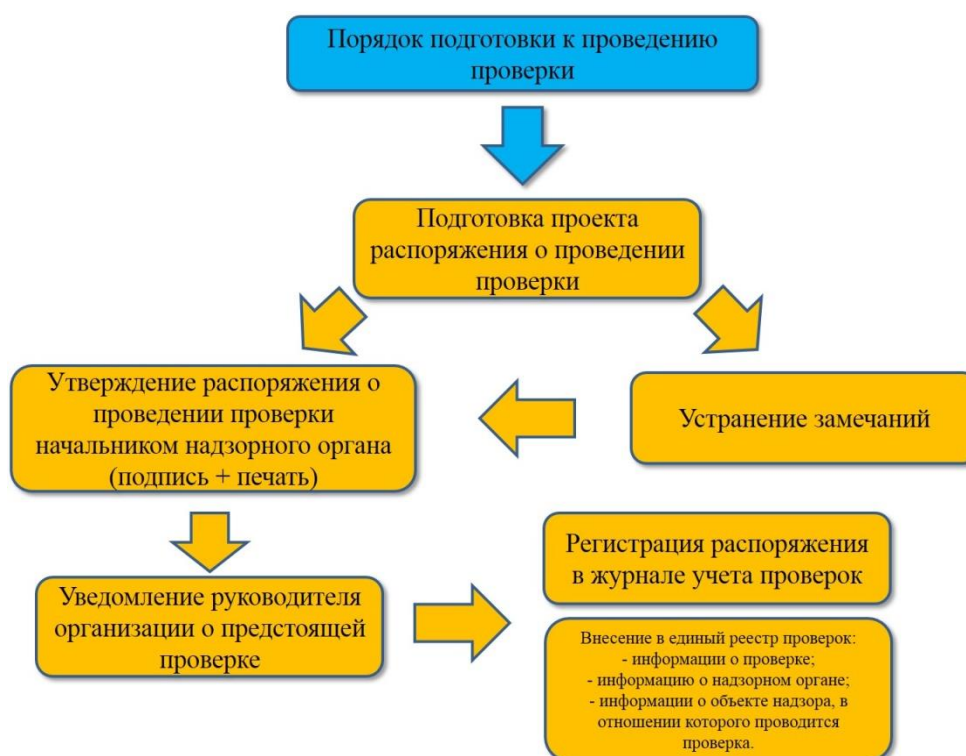 Порядок подготовки к проведению
проверки
Подготовка проекта
распоряжения о проведении
проверки
Утверждение распоряжения о
проведении проверки
начальником надзорного органа
(подпись + печать)
Устранение замечаний
Уведомление руководителя
организации о предстоящей
проверке
Регистрация распоряжения
в журнале учета проверок
Внесение в единый реестр проверок:
- информации о проверке;
- информацию о надзорном органе;
- информации о объекте надзора, в
отношении которого проводится
проверка.